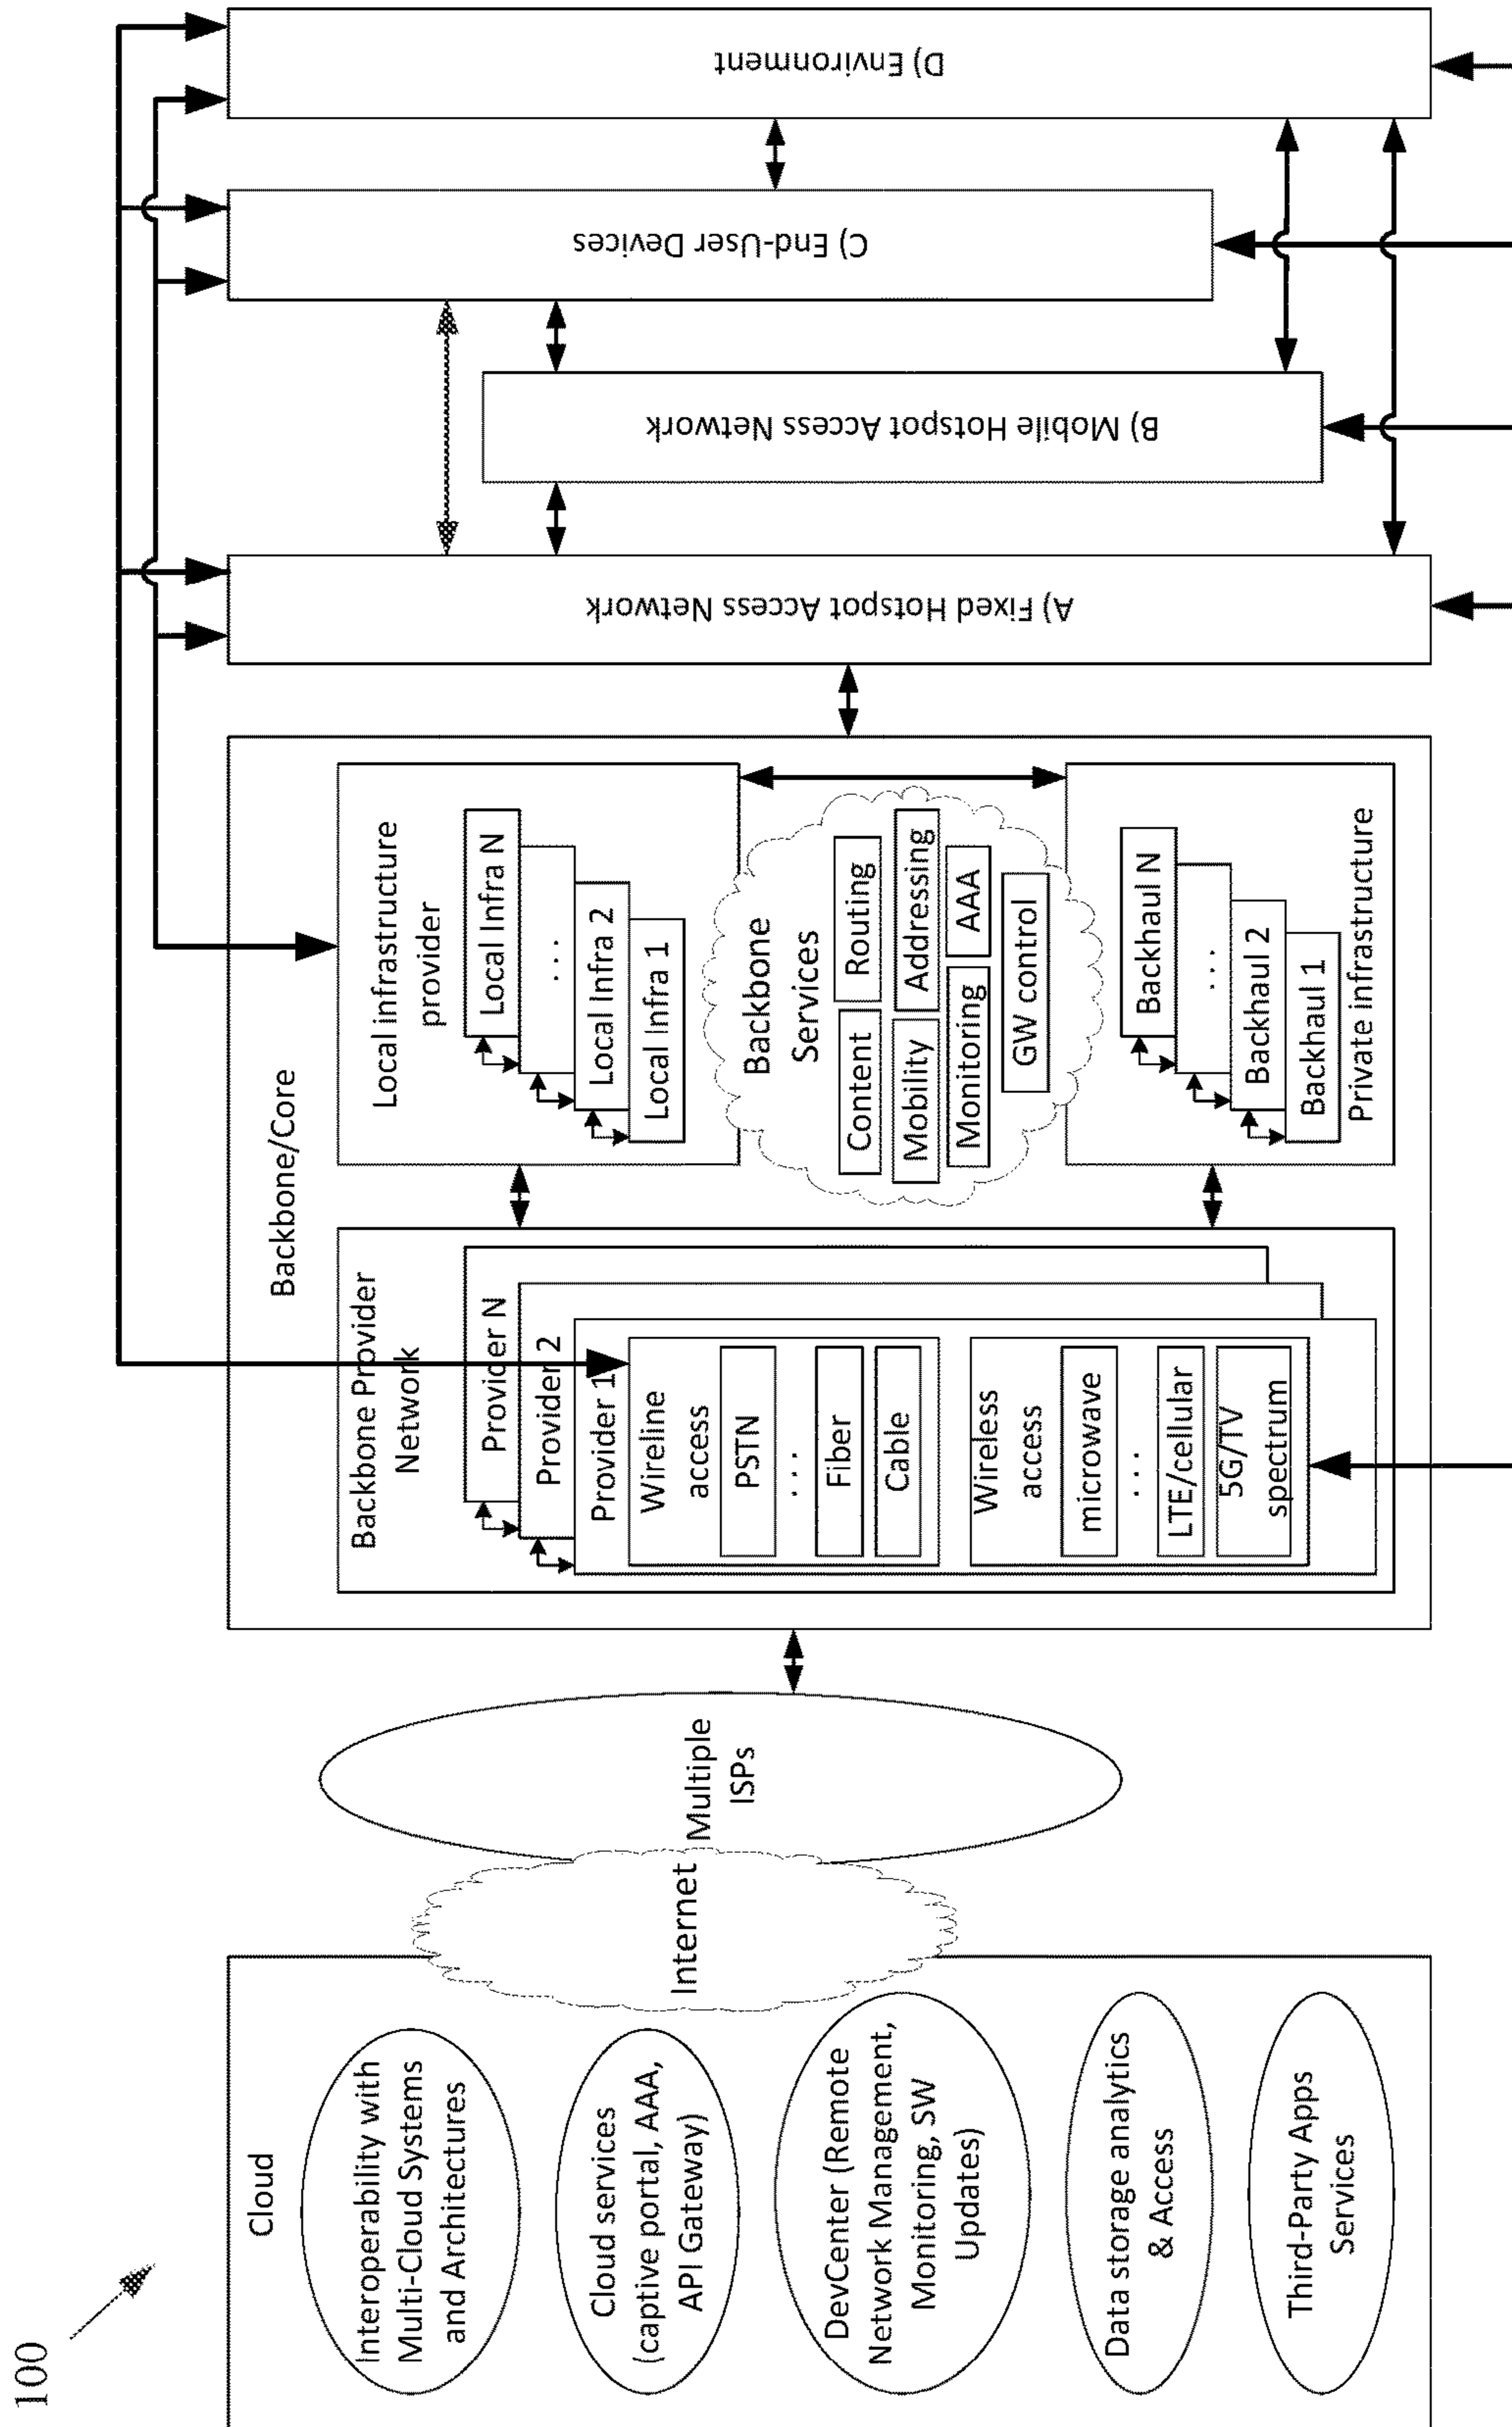 100
Cloud
Interoperability with
Multi-Cloud Systems
and Architectures
Cloud services
(captive portal, AAA,
API Gateway)
DevCenter (Remote
Network Management,
Monitoring, SW
Updates)
Data storage analytics
& Access
Third-Party Apps
Services
Internet
Multiple
ISPs
Backbone/Core
Backbone Provider
Network
Provider N
Provider 2
Provider 1
Wireline
access
PSTN
...
Fiber
Cable
Wireless
access
microwave
...
LTE/cellular
5G/TV
spectrum
Local infrastructure
provider
Local Infra N
...
Local Infra 2
Local Infra 1
Backbone
Services
Content
Routing
Mobility
Addressing
Monitoring
AAA
GW control
Backhaul N
...
Backhaul 2
Backhaul 1
Private infrastructure
A) Fixed Hotspot Access Network
B) Mobile Hotspot Access Network
C) End-User Devices
D) Environment